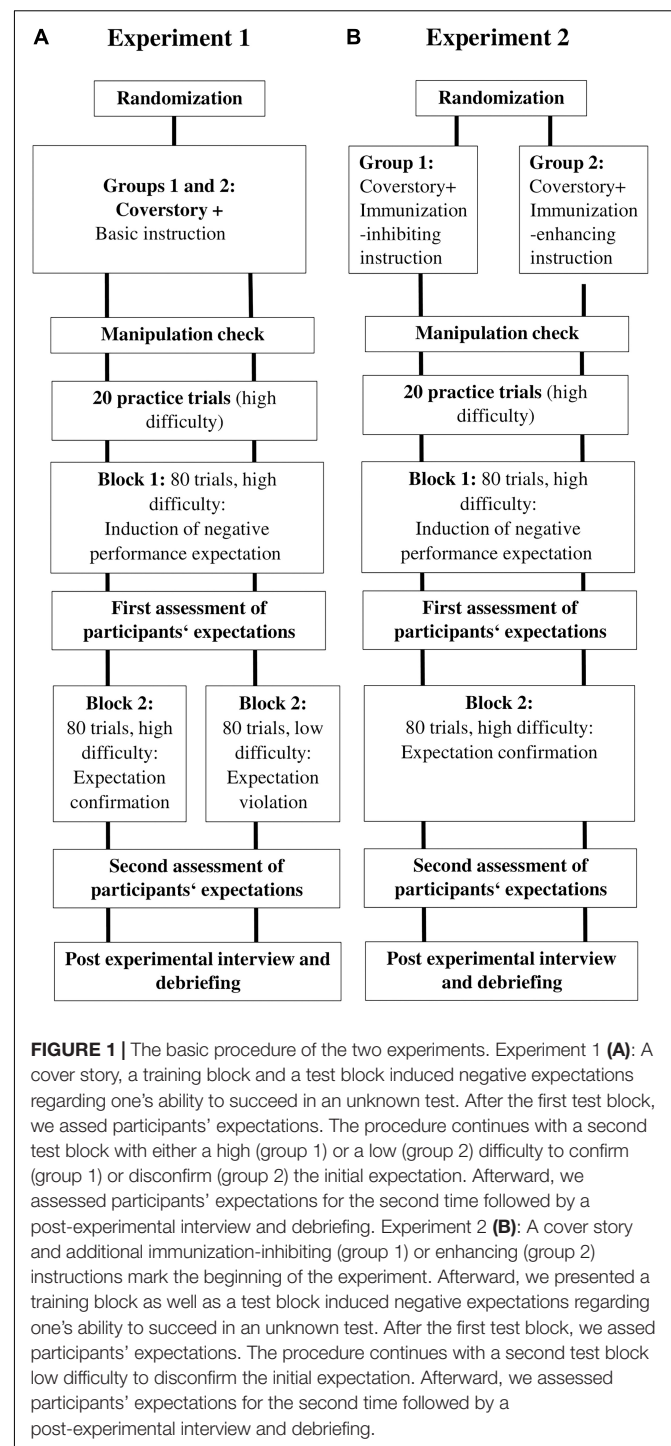 A Experiment 1
Randomization
Groups 1 and 2:
Coverstory +
Basic instruction
Manipulation check
20 practice trials (high
difficulty)
Block 1: 80 trials, high
difficulty:
Induction of negative
performance expectation
First assessment of
participants‘ expectations
Block 2:
80 trials, high
difficulty:
Expectation
confirmation
Block 2:
80 trials, low
difficulty:
Expectation
violation
Second assessment of
participants‘ expectations
Post experimental interview and
debriefing
B Experiment 2
Randomization
Group 1:
Coverstory+
Immunization
-inhibiting
instruction
Group 2:
Coverstory+
Immunization
-enhancing
instruction
Manipulation check
20 practice trials (high
difficulty)
Block 1: 80 trials, high
difficulty:
Induction of negative
performance expectation
First assessment of
participants‘ expectations
Block 2:
80 trials, high difficulty:
Expectation confirmation
Second assessment of
participants‘ expectations
Post experimental interview
and debriefing
FIGURE 1 | The basic procedure of the two experiments. Experiment 1 (A): A
cover story, a training block and a test block induced negative expectations
regarding one’s ability to succeed in an unknown test. After the first test block,
we assed participants’ expectations. The procedure continues with a second
test block with either a high (group 1) or a low (group 2) difficulty to confirm
(group 1) or disconfirm (group 2) the initial expectation. Afterward, we
assessed participants’ expectations for the second time followed by a
post-experimental interview and debriefing. Experiment 2 (B): A cover story
and additional immunization-inhibiting (group 1) or enhancing (group 2)
instructions mark the beginning of the experiment. Afterward, we presented a
training block as well as a test block induced negative expectations regarding
one’s ability to succeed in an unknown test. After the first test block, we assed
participants’ expectations. The procedure continues with a second test block
low difficulty to disconfirm the initial expectation. Afterward, we assessed
participants’ expectations for the second time followed by a
post-experimental interview and debriefing.